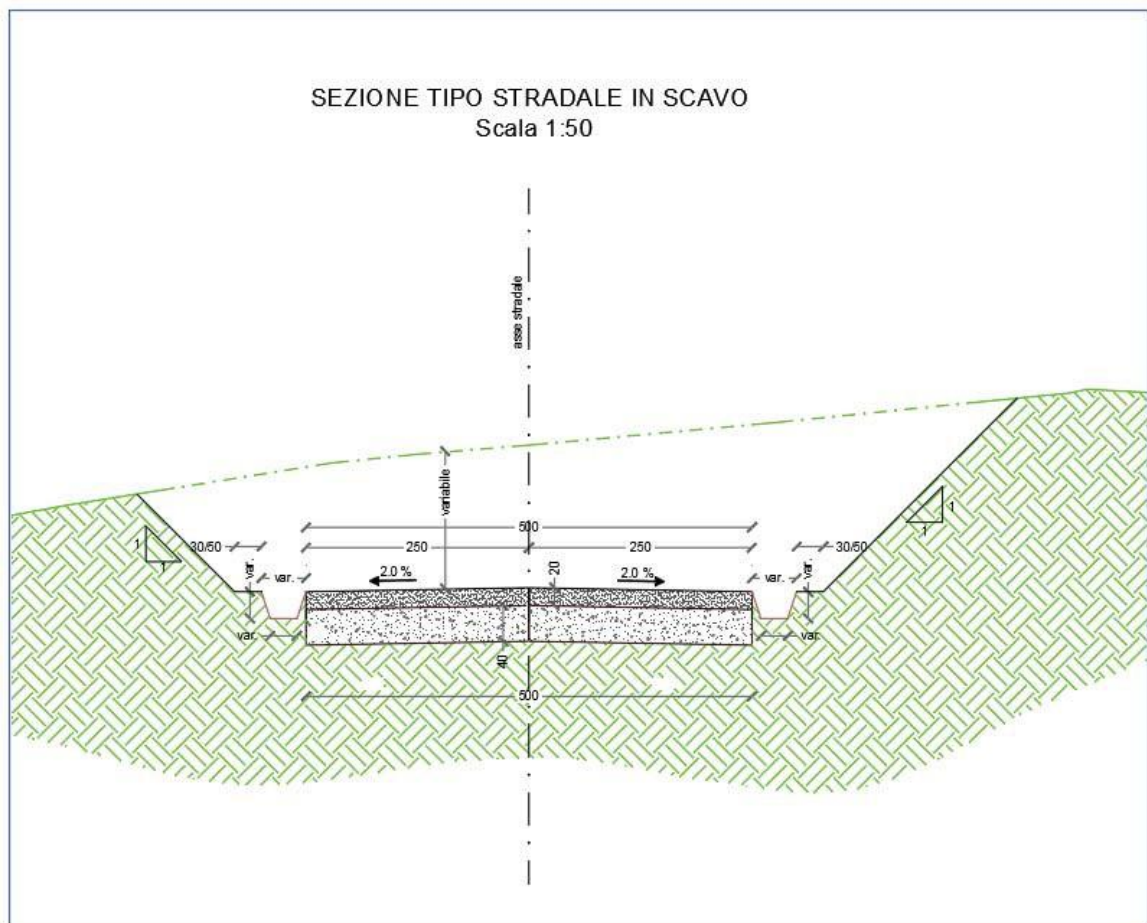 SEZIONE TIPO STRADALE IN SCAVO
Scala 1:50
asse stradale
variabile
500
1
1
30/50
250
250
30/50
1
1
var.
2.0 %
20
2.0 %
var.
var.
var.
var.
var.
40
500